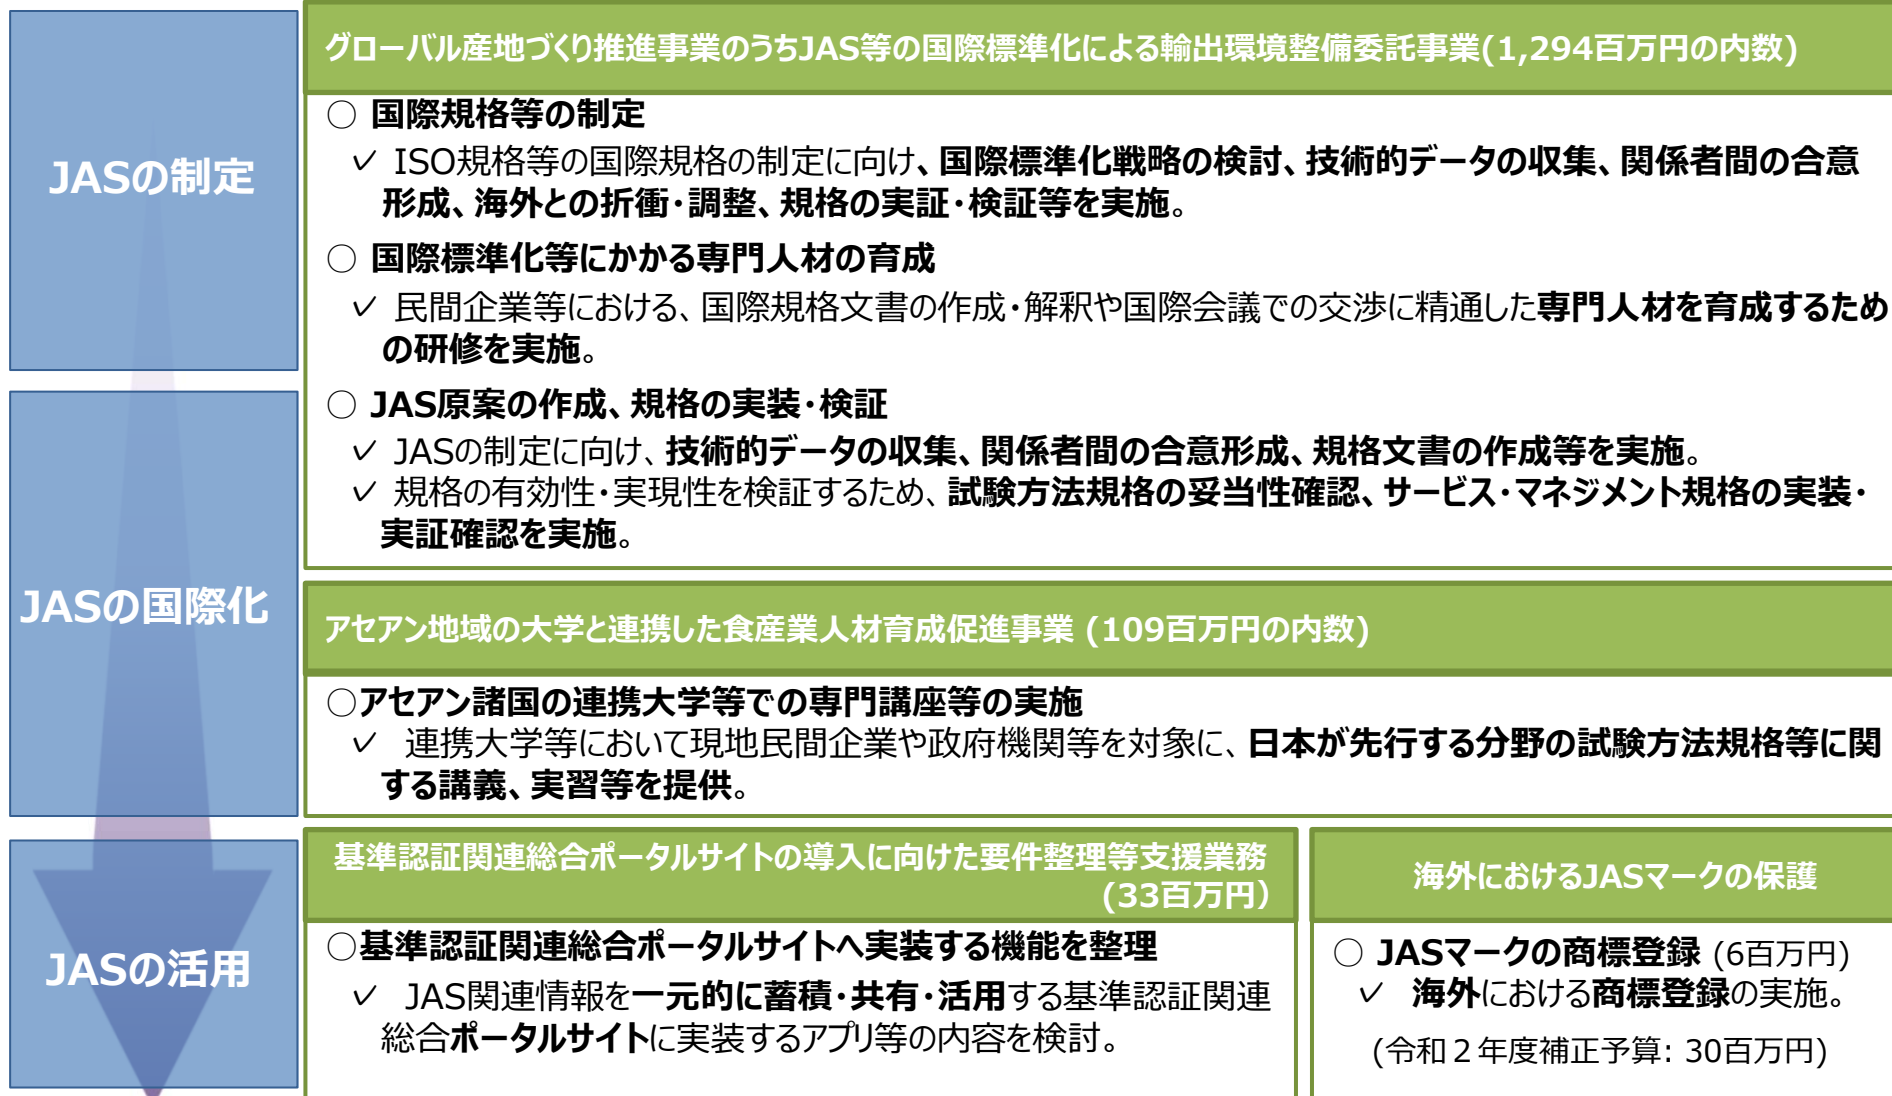 JASの制定
グローバル産地づくり推進事業のうちJAS等の国際標準化による輸出環境整備委託事業(1,294百万円の内数)
○ 国際規格等の制定
✓ ISO規格等の国際規格の制定に向け、国際標準化戦略の検討、技術的データの収集、関係者間の合意
形成、海外との折衝・調整、規格の実証・検証等を実施。
○ 国際標準化等にかかる専門人材の育成
✓ 民間企業等における、国際規格文書の作成・解釈や国際会議での交渉に精通した専門人材を育成するため
の研修を実施。
○ JAS原案の作成、規格の実装・検証
✓ JASの制定に向け、技術的データの収集、関係者間の合意形成、規格文書の作成等を実施。
✓ 規格の有効性・実現性を検証するため、試験方法規格の妥当性確認、サービス・マネジメント規格の実装・
実証確認を実施。
JASの国際化
アセアン地域の大学と連携した食産業人材育成促進事業 (109百万円の内数)
○アセアン諸国の連携大学等での専門講座等の実施
✓ 連携大学等において現地民間企業や政府機関等を対象に、日本が先行する分野の試験方法規格等に関
する講義、実習等を提供。
JASの活用
基準認証関連総合ポータルサイトの導入に向けた要件整理等支援業務
(33百万円）
○基準認証関連総合ポータルサイトへ実装する機能を整理
✓ JAS関連情報を一元的に蓄積・共有・活用する基準認証関連
総合ポータルサイトに実装するアプリ等の内容を検討。
海外におけるJASマークの保護
○ JASマークの商標登録 (6百万円)
✓ 海外における商標登録の実施。
(令和２年度補正予算: 30百万円)